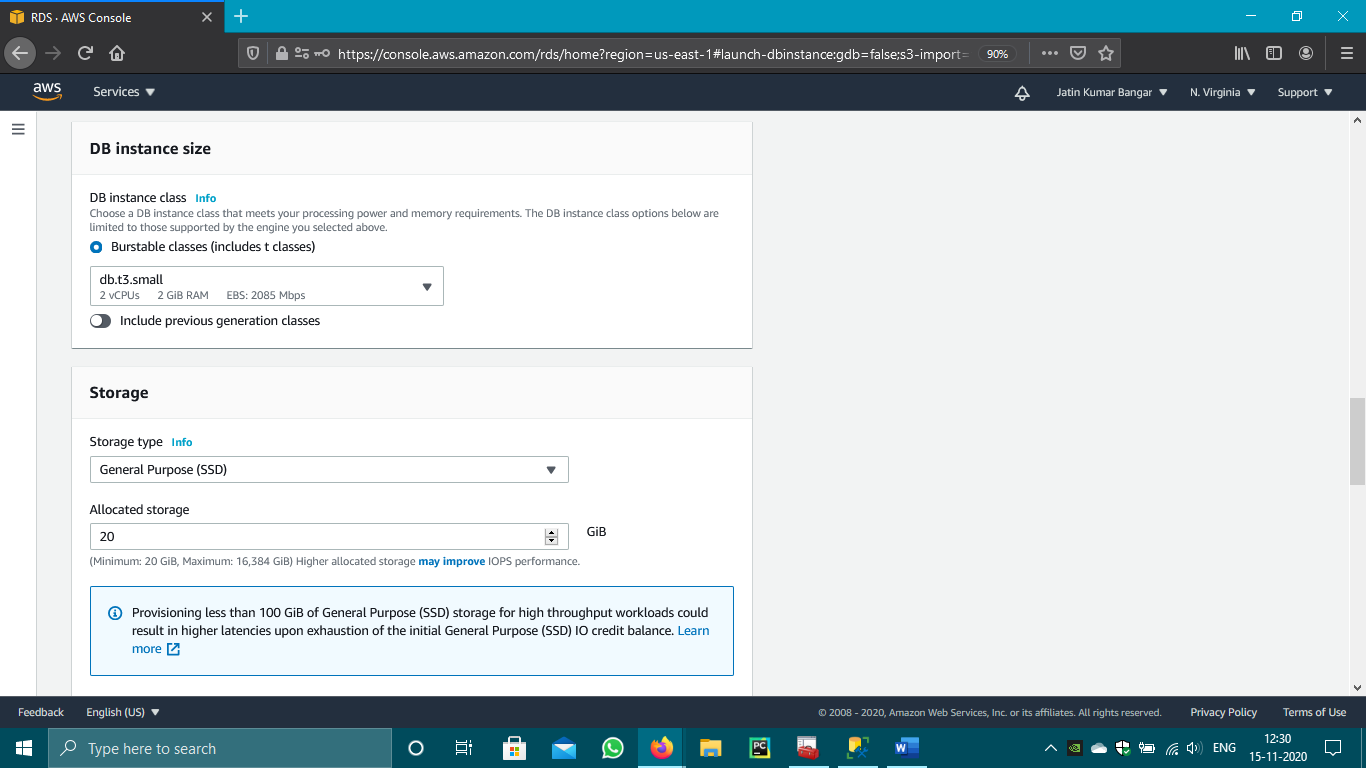 RDS · AWS Console
https://console.aws.amazon.com/rds/home?region=us-east-1#launch-dbinstance:gdb=false;s3-import=
90%
aws
Services
Jatin Kumar Bangar
N. Virginia
Support
DB instance size
DB instance class Info
Choose a DB instance class that meets your processing power and memory requirements. The DB instance class options below are
limited to those supported by the engine you selected above.
Burstable classes (includes t classes)
db.t3.small
2 vCPUs 2 GiB RAM EBS: 2085 Mbps
Include previous generation classes
Storage
Storage type Info
General Purpose (SSD)
Allocated storage
20
GiB
(Minimum: 20 GiB, Maximum: 16,384 GiB) Higher allocated storage may improve IOPS performance.
Provisioning less than 100 GiB of General Purpose (SSD) storage for high throughput workloads could
result in higher latencies upon exhaustion of the initial General Purpose (SSD) IO credit balance. Learn
more
Feedback
English (US)
© 2008 - 2020, Amazon Web Services, Inc. or its affiliates. All rights reserved.
Privacy Policy
Terms of Use
Type here to search
PC
W
ENG
12:30
15-11-2020